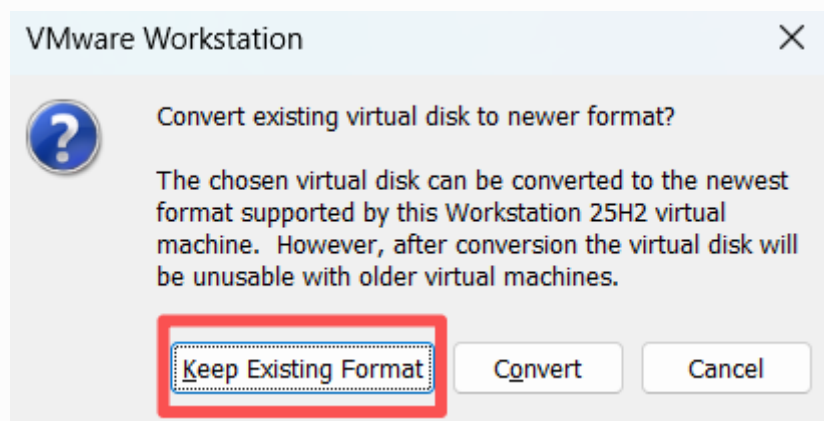 VMware Workstation
Convert existing virtual disk to newer format?
The chosen virtual disk can be converted to the newest
format supported by this Workstation 25H2 virtual
machine.  However, after conversion the virtual disk will
be unusable with older virtual machines.
Keep Existing Format
Convert
Cancel